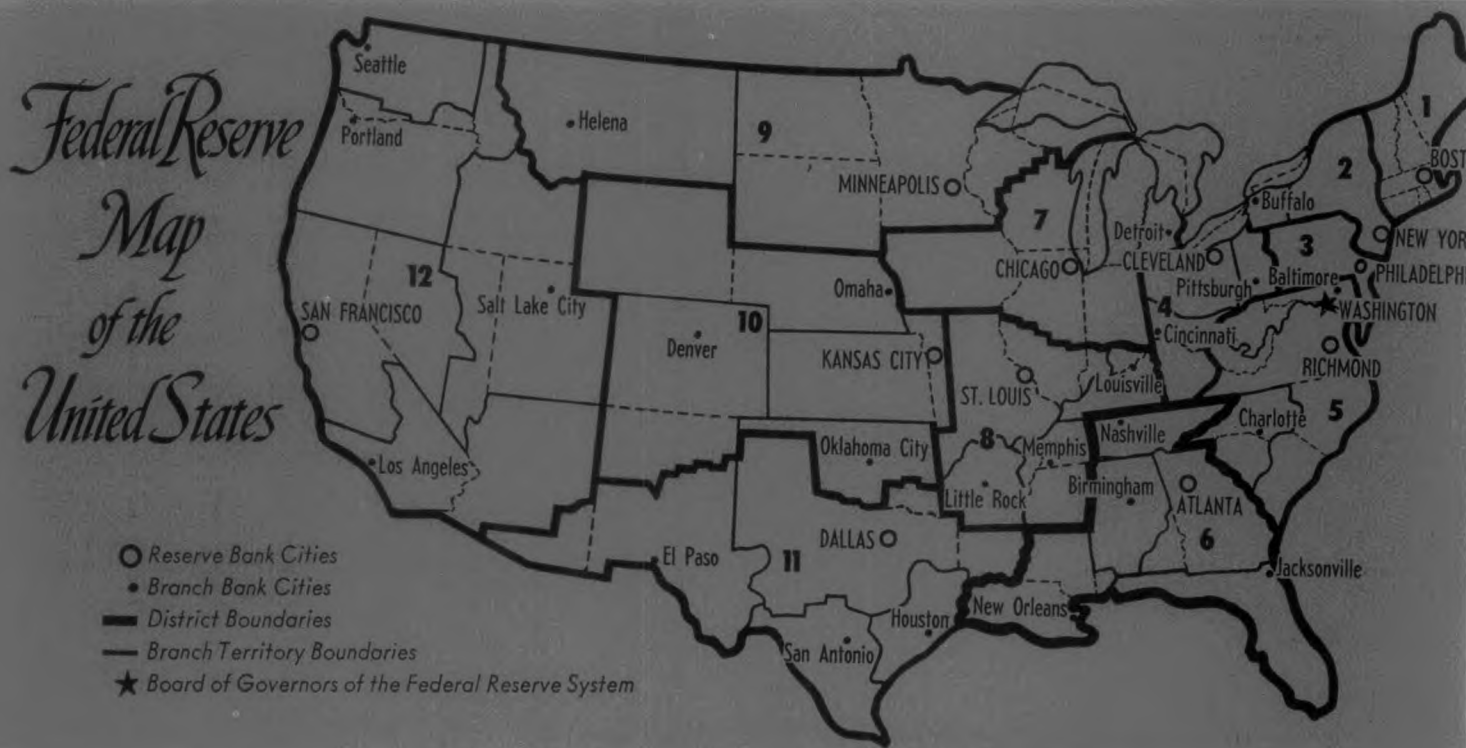 Federal Reserve
Map
of the
United States
Reserve Bank Cities
Branch Bank Cities
District Boundaries
Branch Territory Boundaries
Board of Governors of the Federal Reserve System
Seattle
Portland
Helena
9
MINNEAPOLIS
1
BOST
2
Buffalo
NEW YOR
7
Detroit
CHICAGO
CLEVELAND
3
Pittsburgh
Baltimore
PHILADELPHI
WASHINGTON
12
SAN FRANCISCO
Salt Lake City
Omaha
10
Denver
KANSAS CITY
4
Cincinnati
RICHMOND
ST. LOUIS
Louisville
5
Charlotte
Nashville
Los Angeles
Oklahoma City
8
Memphis
Little Rock
Birmingham
ATLANTA
6
DALLAS
El Paso
11
Jacksonville
New Orleans
Houston
San Antonio